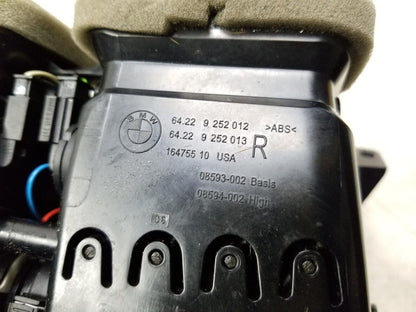 BMW
64.22 9 252 012 >ABS<
64.22 9 252 013 R
164755 10 USA
08593-002 Basis
08594-002 High